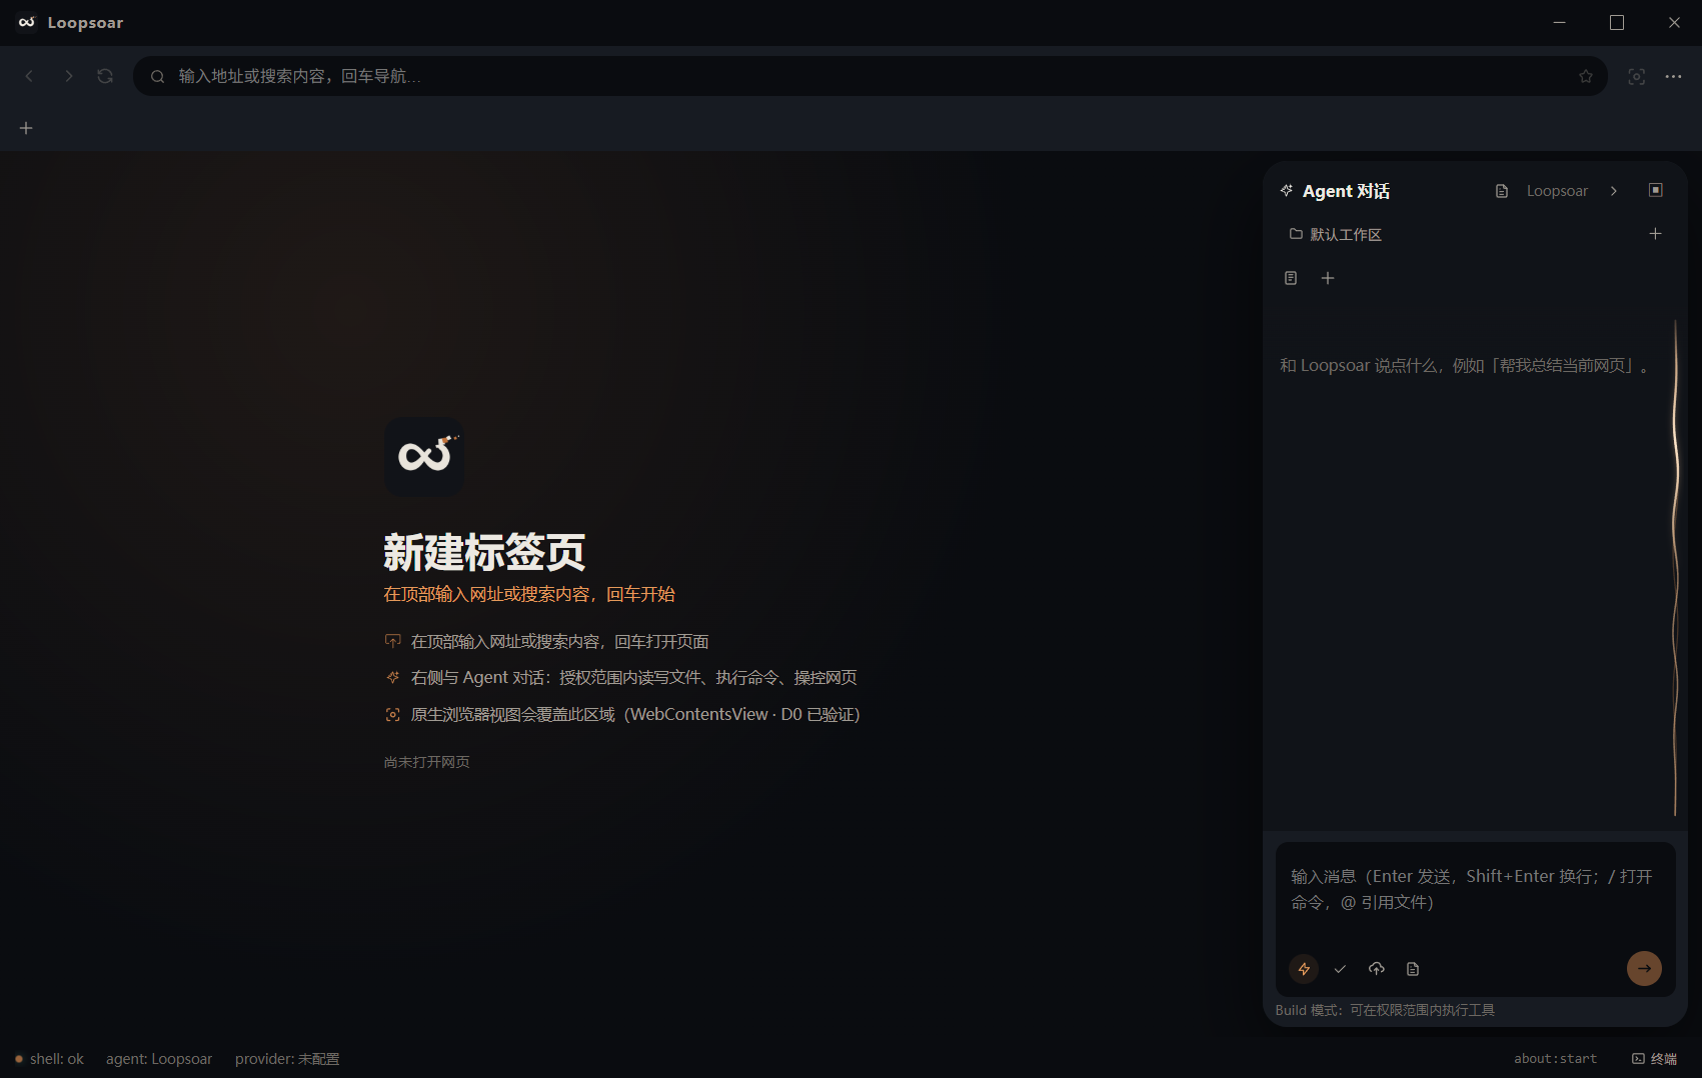 Loopsoar
输入地址或搜索内容，回车导航...
Agent 对话
Loopsoar
默认工作区
和 Loopsoar 说点什么，例如「帮我总结当前网页」。
新建标签页
在顶部输入网址或搜索内容，回车开始
在顶部输入网址或搜索内容，回车打开页面
右侧与 Agent 对话：授权范围内读写文件、执行命令、操控网页
原生浏览器视图会覆盖此区域（WebContentsView · D0 已验证）
尚未打开网页
输入消息（Enter 发送，Shift+Enter 换行；/ 打开
命令，@ 引用文件）
Build 模式：可在权限范围内执行工具
shell: ok
agent: Loopsoar
provider: 未配置
about:start
终端